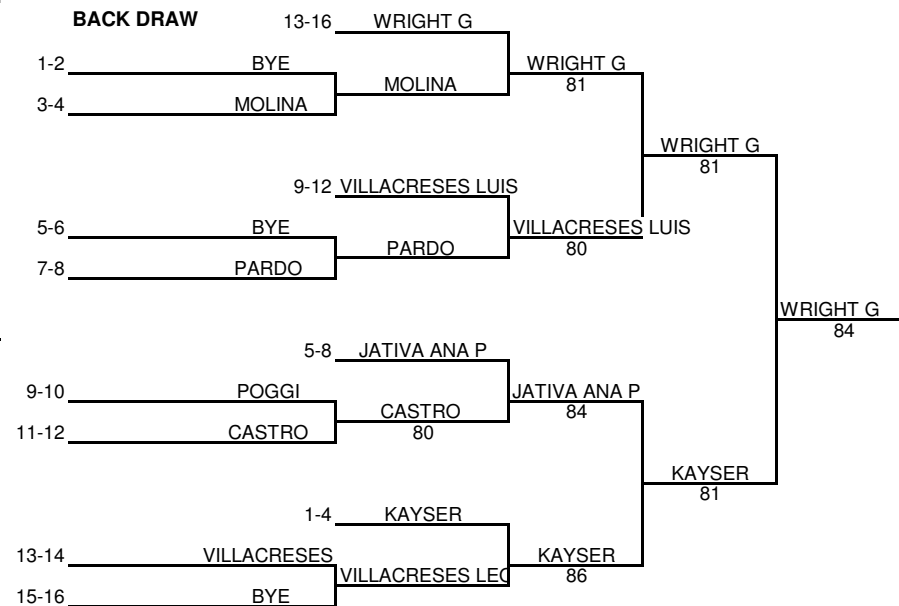 BACK DRAW
13-16 WRIGHT G
1-2 BYE WRIGHT G
MOLINA 81
3-4 MOLINA
WRIGHT G
81
9-12 VILLACRESES LUIS
5-6 BYE VILLACRESES LUIS
PARDO 80
7-8 PARDO
WRIGHT G
84
5-8 JATIVA ANA P
9-10 POGGI JATIVA ANA P
CASTRO 84
11-12 CASTRO 80
KAYSER
81
1-4 KAYSER
13-14 VILLACRESES KAYSER
VILLACRESES LEO 86
15-16 BYE